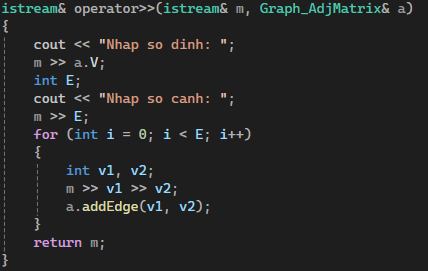 istream& operator>>(istream& m, Graph_AdjMatrix& a)
{
    cout << "Nhap so dinh: ";
    m >> a.V;
    int E;
    cout << "Nhap so canh: ";
    m >> E;
    for (int i = 0; i < E; i++)
    {
        int v1, v2;
        m >> v1 >> v2;
        a.addEdge(v1, v2);
    }
    return m;
}